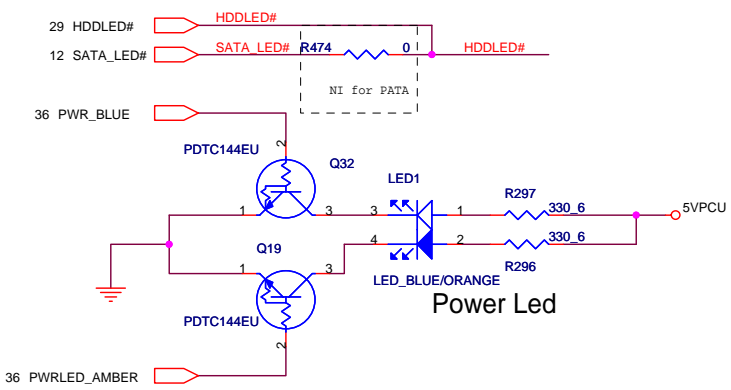 29 HDDLED# HDDLED#
12 SATA_LED# SATA_LED# R474 0 HDDLED#
NI for PATA
36 PWR_BLUE
2
PDTC144EU Q32
LED1
R297
1 3 3 1 330_6 5VPCU
Q19 4 2 330_6
1 3
R296
LED_BLUE/ORANGE
Power Led
PDTC144EU
2
36 PWRLED_AMBER